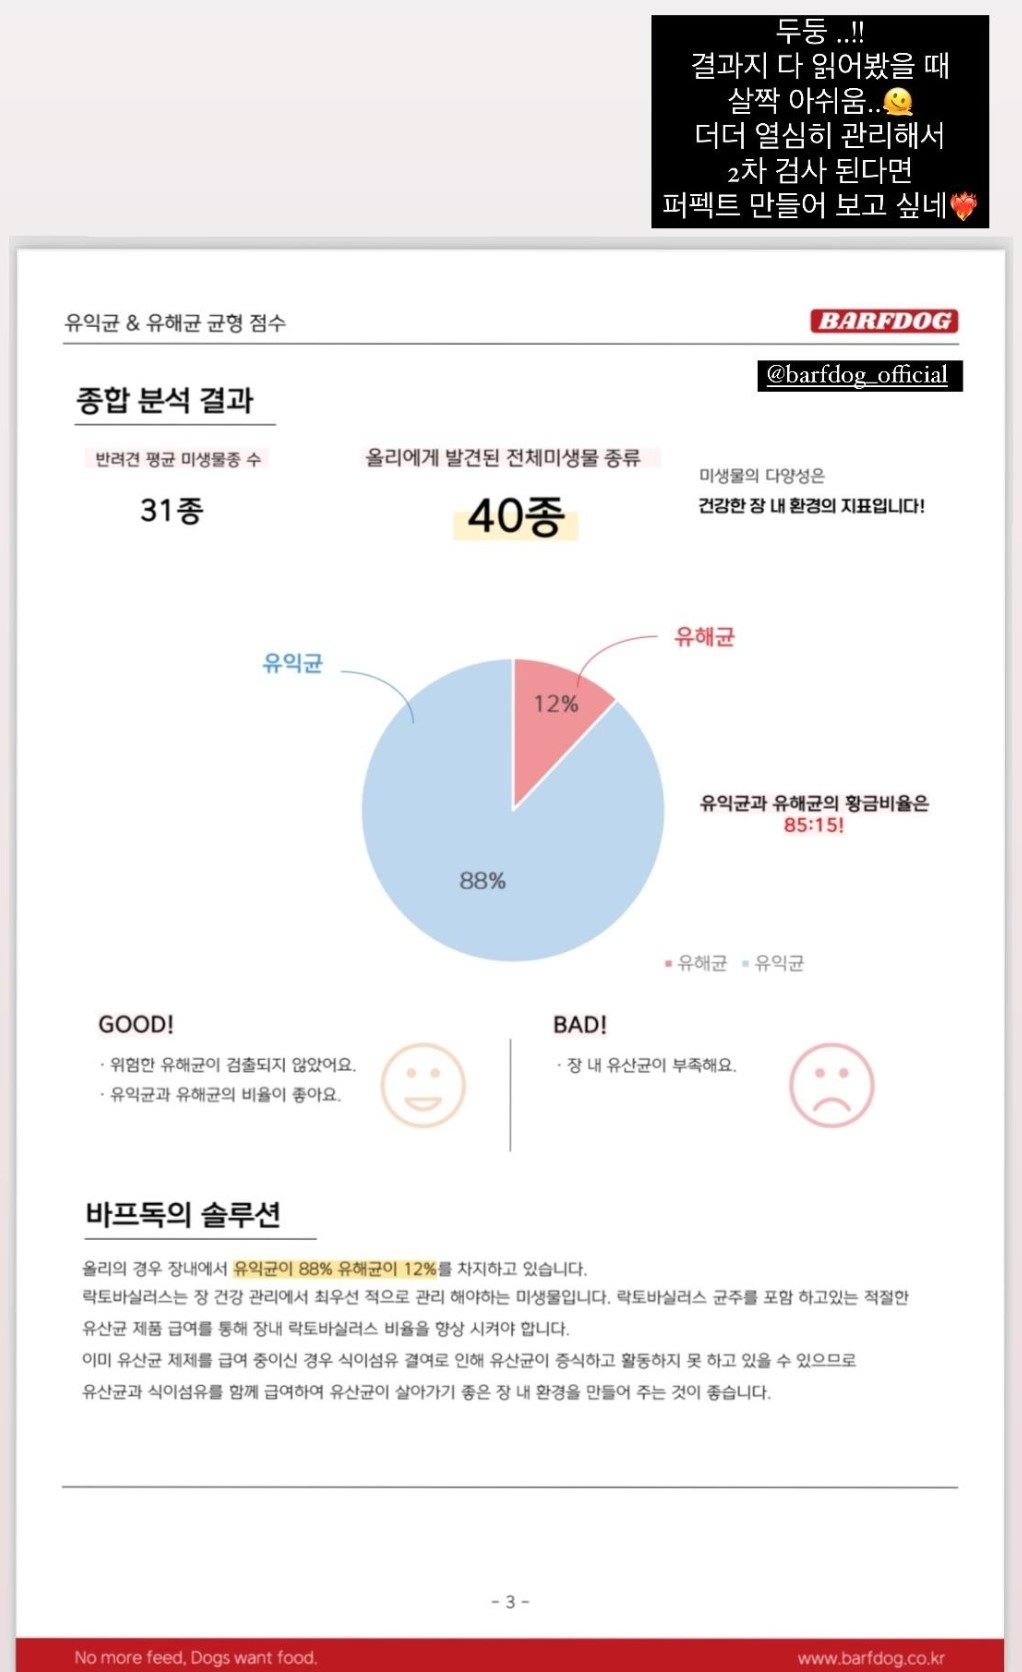 두둥 ..!!
결과지 다 읽어봤을 때
살짝 아쉬움..🫠
더더 열심히 관리해서
2차 검사 된다면
퍼펙트 만들어 보고 싶네❤️‍🔥
유익균 & 유해균 균형 점수
BARFDOG
@barfdog_official
종합 분석 결과
반려견 평균 미생물종 수
31종
올리에게 발견된 전체미생물 종류
40종
미생물의 다양성은
건강한 장 내 환경의 지표입니다!
유익균
유해균
12%
88%
유익균과 유해균의 황금비율은
85:15!
유해균 유익균
GOOD!
· 위험한 유해균이 검출되지 않았어요.
· 유익균과 유해균의 비율이 좋아요.
BAD!
· 장 내 유산균이 부족해요.
바프독의 솔루션
올리의 경우 장내에서 유익균이 88% 유해균이 12%를 차지하고 있습니다.
락토바실러스는 장 건강 관리에서 최우선 적으로 관리 해야하는 미생물입니다. 락토바실러스 균주를 포함 하고있는 적절한
유산균 제품 급여를 통해 장내 락토바실러스 비율을 향상 시켜야 합니다.
이미 유산균 제제를 급여 중이신 경우 식이섬유 결여로 인해 유산균이 증식하고 활동하지 못 하고 있을 수 있으므로
유산균과 식이섬유를 함께 급여하여 유산균이 살아가기 좋은 장 내 환경을 만들어 주는 것이 좋습니다.
- 3 -
No more feed, Dogs want food.
www.barfdog.co.kr